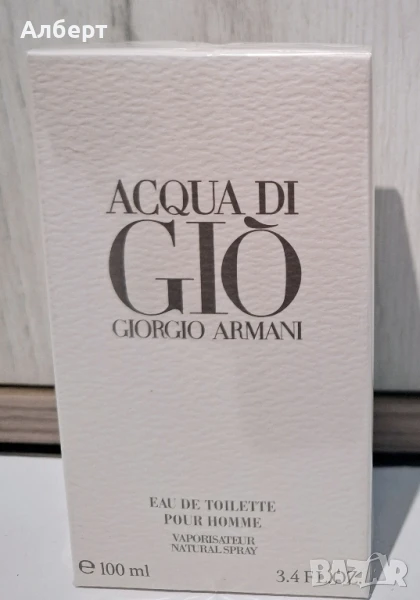 Алберт
ACQUA DI
GIÒ
GIORGIO ARMANI
EAU DE TOILETTE
POUR HOMME
VAPORISATEUR
NATURAL SPRAY
℮ 100 ml
3.4 FL.OZ.
BAZAR